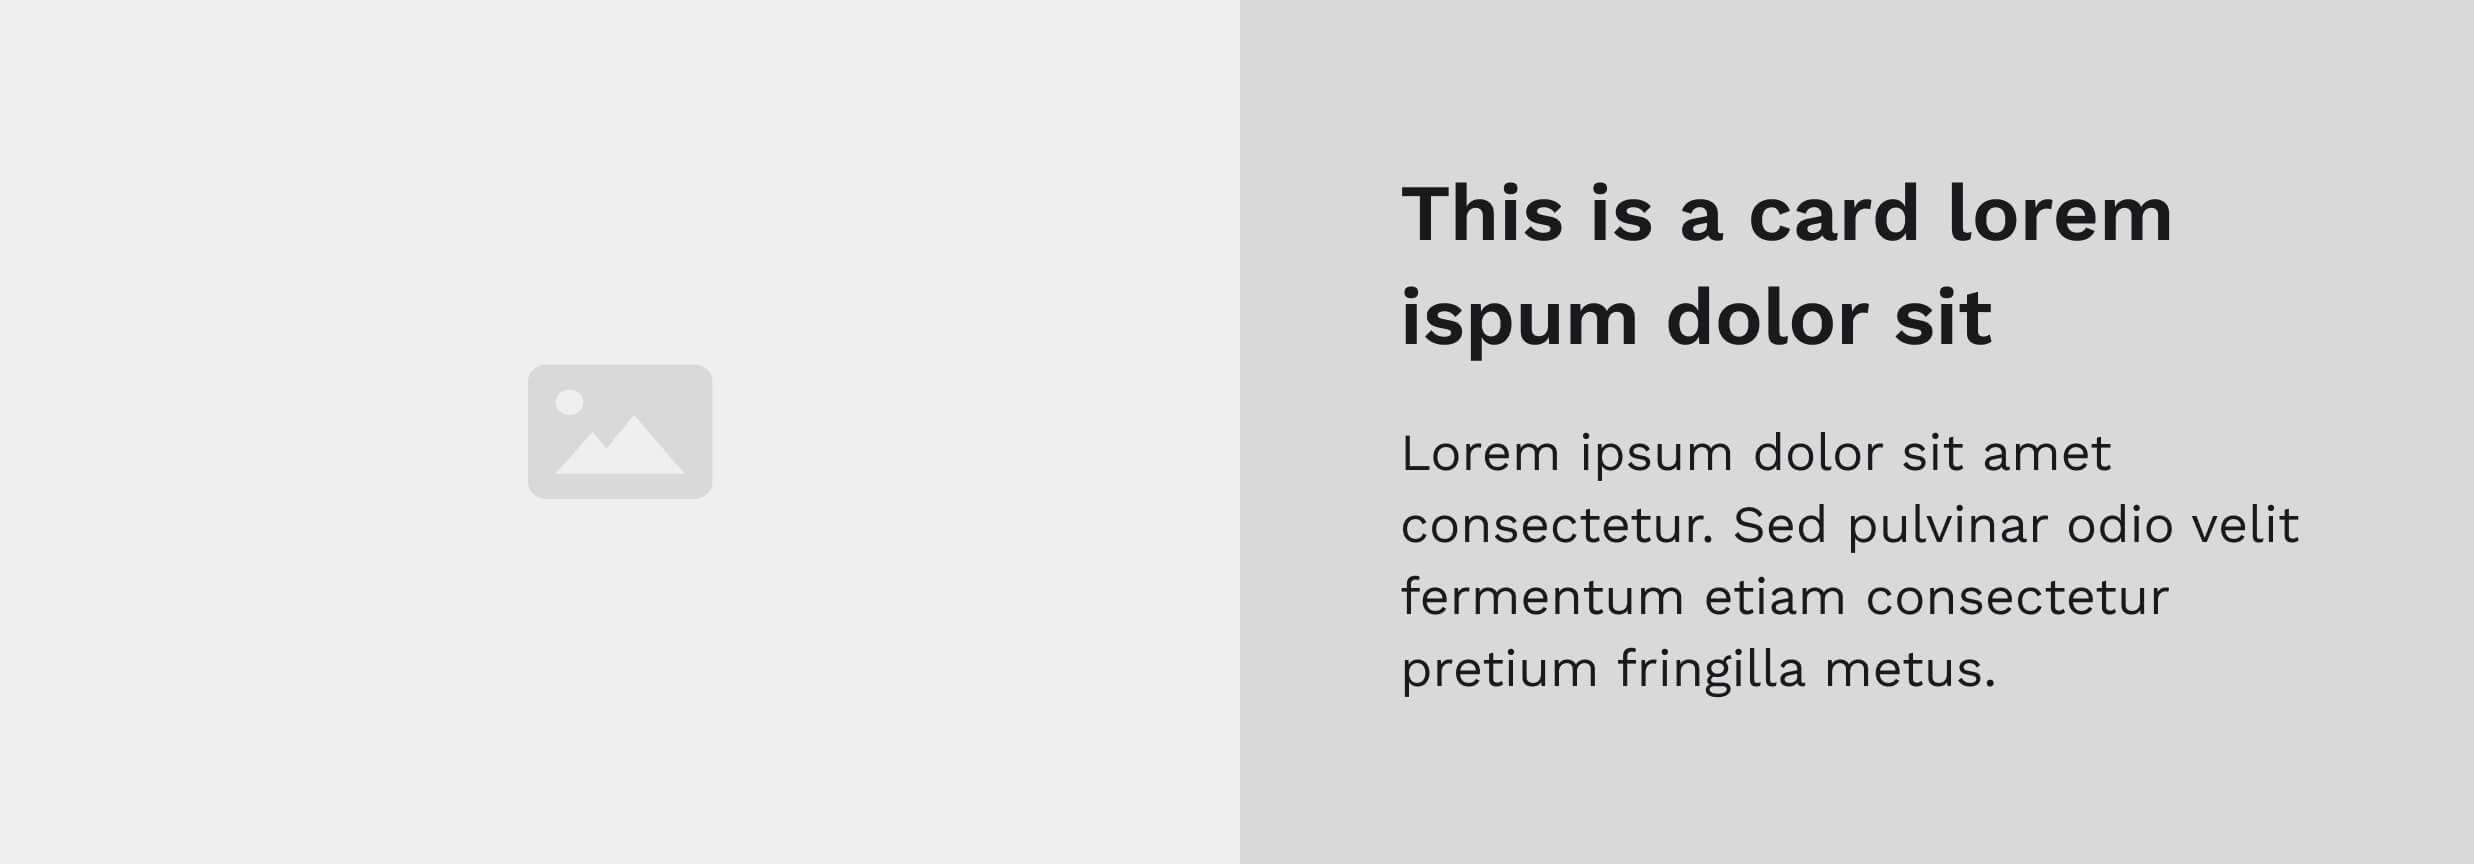 This is a card lorem
ispum dolor sit
Lorem ipsum dolor sit amet
consectetur. Sed pulvinar odio velit
fermentum etiam consectetur
pretium fringilla metus.